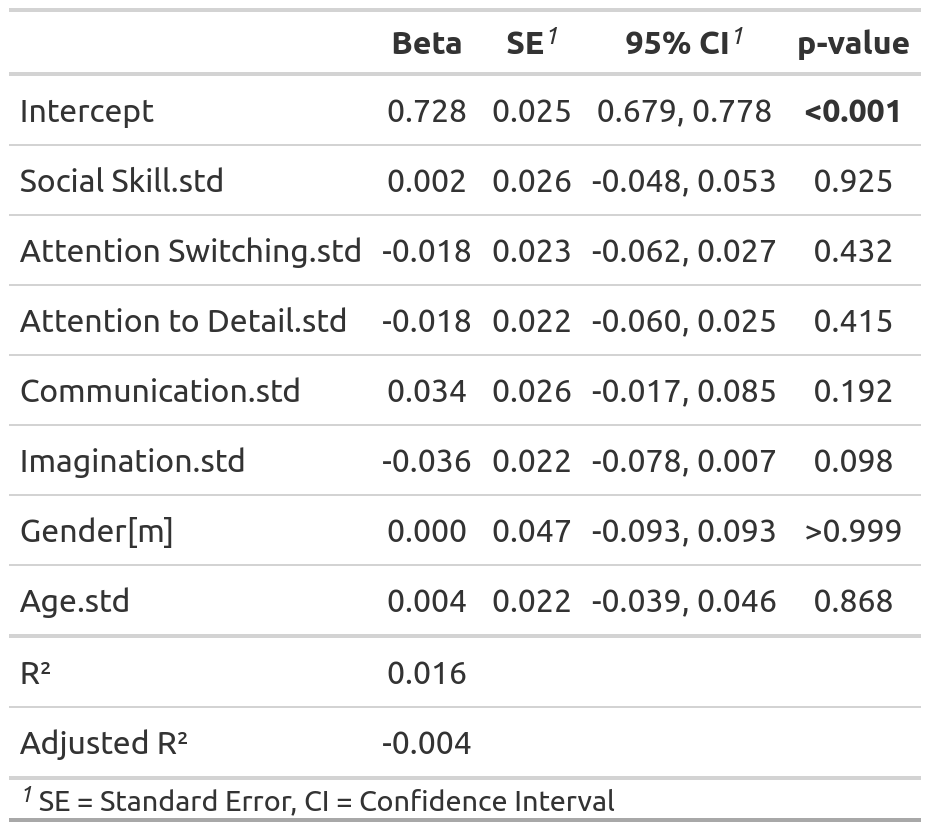 Beta SE¹ 95% CI¹ p-value
Intercept 0.728 0.025 0.679, 0.778 <0.001
Social Skill.std 0.002 0.026 -0.048, 0.053 0.925
Attention Switching.std -0.018 0.023 -0.062, 0.027 0.432
Attention to Detail.std -0.018 0.022 -0.060, 0.025 0.415
Communication.std 0.034 0.026 -0.017, 0.085 0.192
Imagination.std -0.036 0.022 -0.078, 0.007 0.098
Gender[m] 0.000 0.047 -0.093, 0.093 >0.999
Age.std 0.004 0.022 -0.039, 0.046 0.868
R² 0.016
Adjusted R² -0.004
¹ SE = Standard Error, CI = Confidence Interval